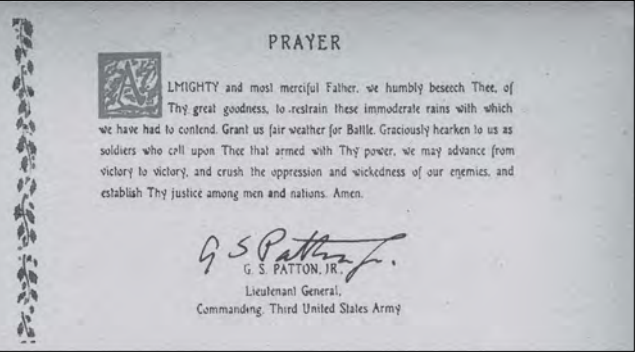 PRAYER
ALMIGHTY and most merciful Father, we humbly beseech Thee, of
Thy great goodness, to restrain these immoderate rains with which
we have had to contend. Grant us fair weather for Battle. Graciously hearken to us as
soldiers who call upon Thee that armed with Thy power, we may advance from
victory to victory, and crush the oppression and wickedness of our enemies, and
establish Thy justice among men and nations. Amen.
G S Patton Jr.
G. S. PATTON, JR.
Lieutenant General,
Commanding, Third United States Army